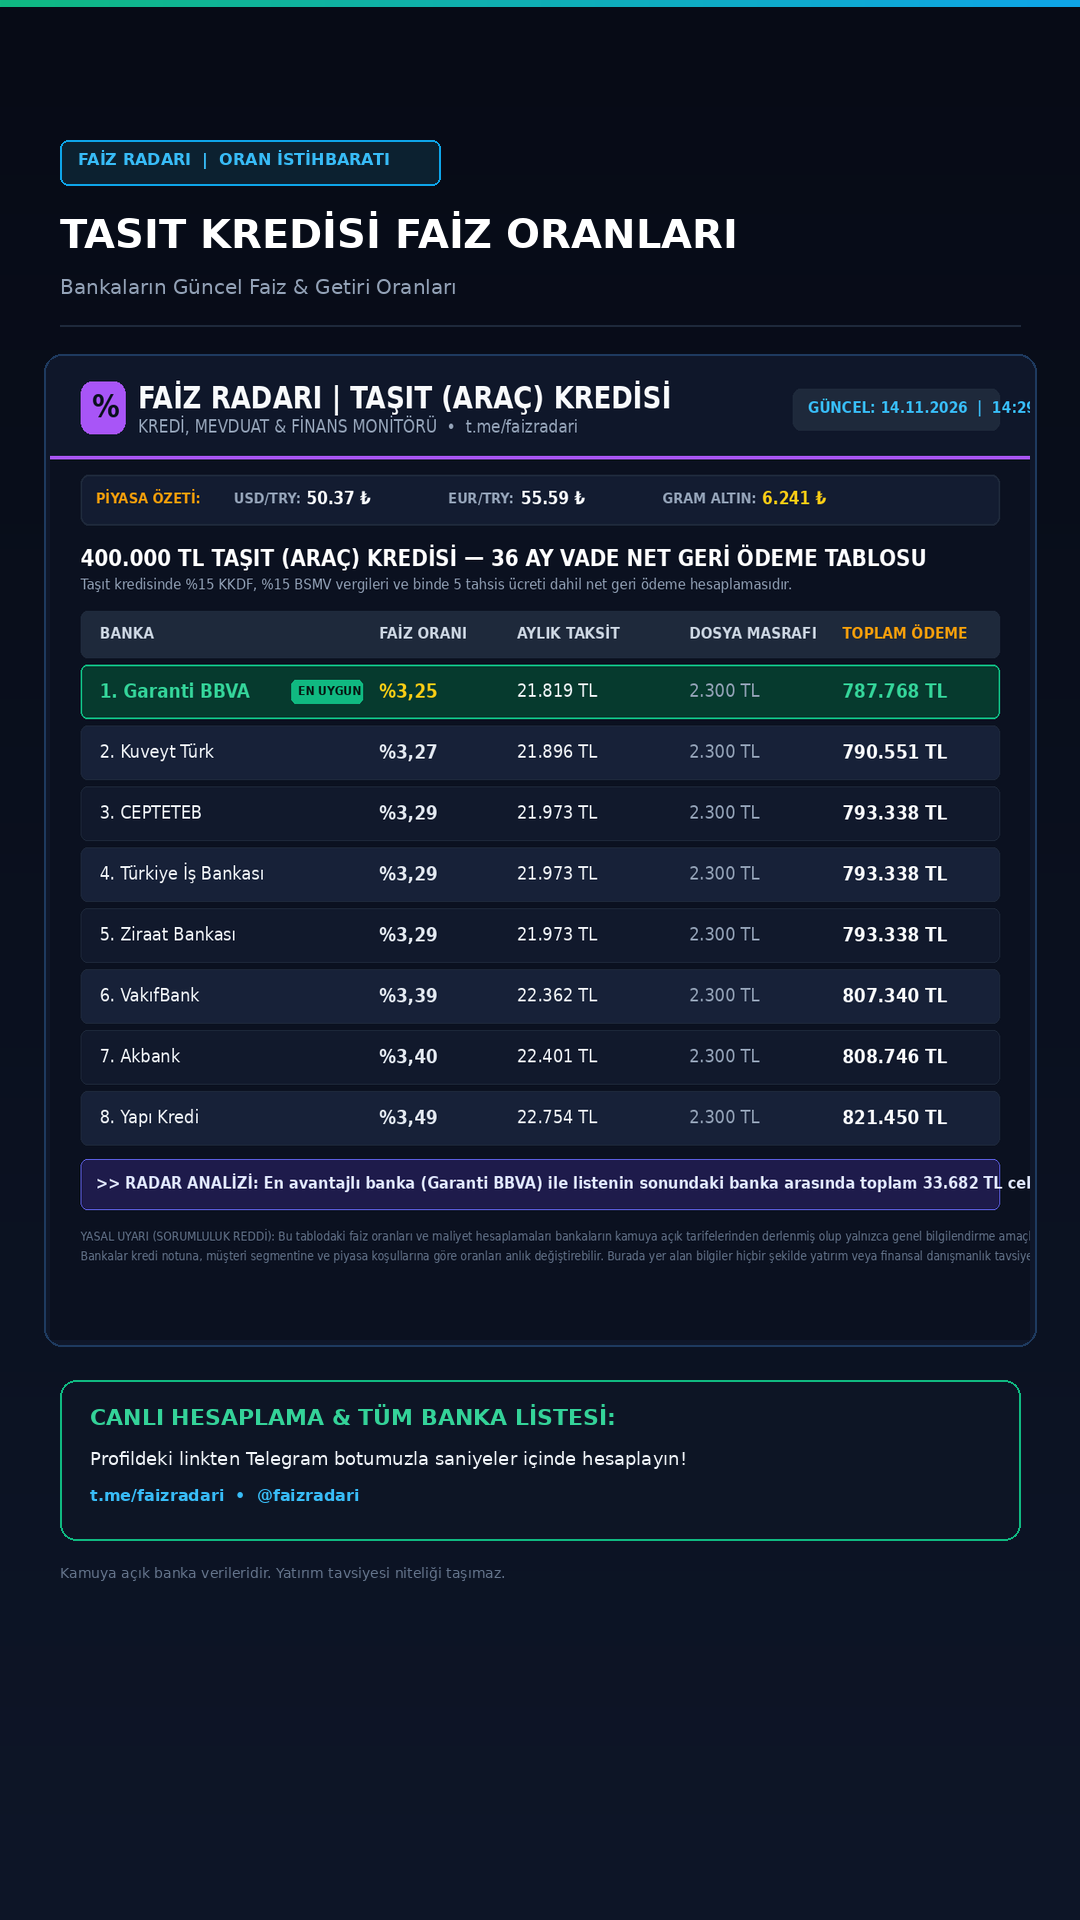 FAİZ RADARI | ORAN İSTİHBARATI
TASIT KREDİSİ FAİZ ORANLARI
Bankaların Güncel Faiz & Getiri Oranları
% FAİZ RADARI | TAŞIT (ARAÇ) KREDİSİ
KREDİ, MEVDUAT & FİNANS MONİTÖRÜ • t.me/faizradari
GÜNCEL: 14.11.2026 | 14:29
PİYASA ÖZETİ: USD/TRY: 50.37 ₺ EUR/TRY: 55.59 ₺ GRAM ALTIN: 6.241 ₺
400.000 TL TAŞIT (ARAÇ) KREDİSİ — 36 AY VADE NET GERİ ÖDEME TABLOSU
Taşıt kredisinde %15 KKDF, %15 BSMV vergileri ve binde 5 tahsis ücreti dahil net geri ödeme hesaplamasıdır.
BANKA FAİZ ORANI AYLIK TAKSİT DOSYA MASRAFI TOPLAM ÖDEME
1. Garanti BBVA EN UYGUN %3,25 21.819 TL 2.300 TL 787.768 TL
2. Kuveyt Türk %3,27 21.896 TL 2.300 TL 790.551 TL
3. CEPTETEB %3,29 21.973 TL 2.300 TL 793.338 TL
4. Türkiye İş Bankası %3,29 21.973 TL 2.300 TL 793.338 TL
5. Ziraat Bankası %3,29 21.973 TL 2.300 TL 793.338 TL
6. VakıfBank %3,39 22.362 TL 2.300 TL 807.340 TL
7. Akbank %3,40 22.401 TL 2.300 TL 808.746 TL
8. Yapı Kredi %3,49 22.754 TL 2.300 TL 821.450 TL
>> RADAR ANALİZİ: En avantajlı banka (Garanti BBVA) ile listenin sonundaki banka arasında toplam 33.682 TL
YASAL UYARI (SORUMLULUK REDDİ): Bu tablodaki faiz oranları ve maliyet hesaplamaları bankaların kamuya açık tarifelerinden derlenmiş olup yalnızca genel bilgilendirme
Bankalar kredi notuna, müşteri segmentine ve piyasa koşullarına göre oranları anlık değiştirebilir. Burada yer alan bilgiler hiçbir şekilde yatırım veya finansal danışmanlık
CANLI HESAPLAMA & TÜM BANKA LİSTESİ:
Profildeki linkten Telegram botumuzla saniyeler içinde hesaplayın!
t.me/faizradari • @faizradari
Kamuya açık banka verileridir. Yatırım tavsiyesi niteliği taşımaz.